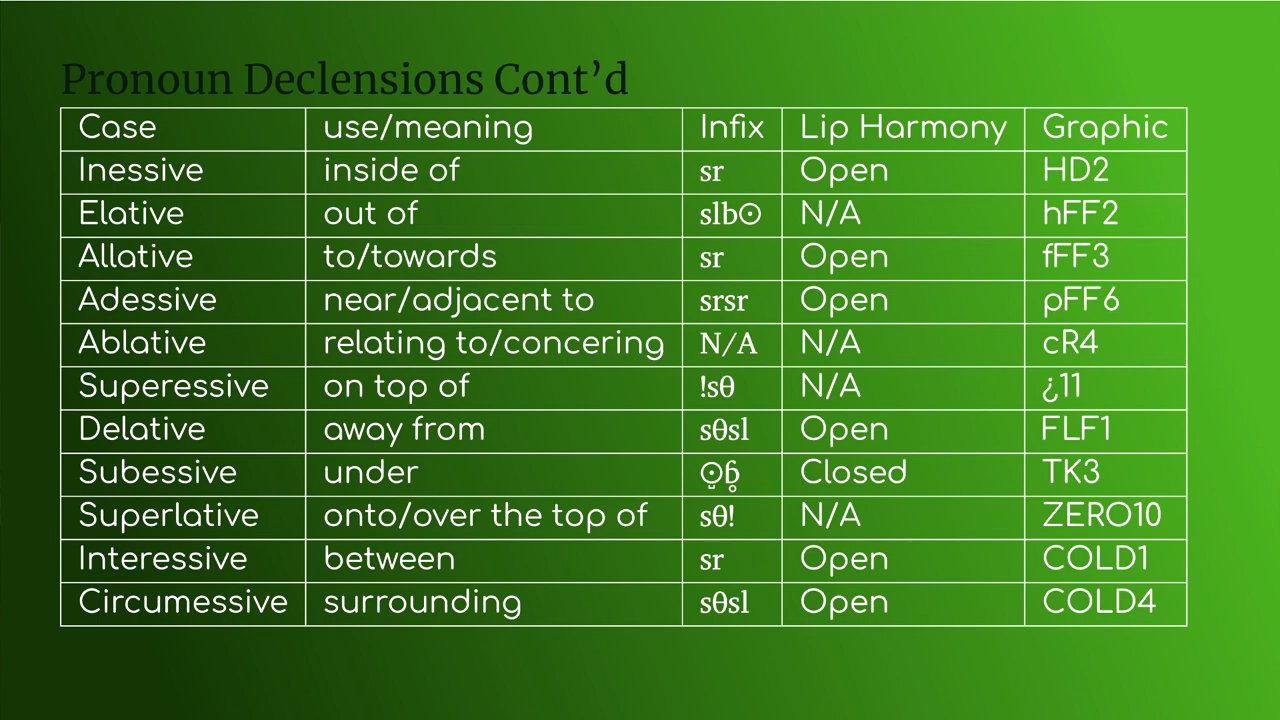 Pronoun Declensions Cont’d
Case use/meaning Infix Lip Harmony Graphic
Inessive inside of sr Open HD2
Elative out of slbʘ N/A hFF2
Allative to/towards sr Open fFF3
Adessive near/adjacent to srsr Open pFF6
Ablative relating to/concering N/A N/A cR4
Superessive on top of !sθ N/A ¿11
Delative away from sθsl Open FLF1
Subessive under ʘ̬ɓ̥ Closed TK3
Superlative onto/over the top of sθ! N/A ZERO10
Interessive between sr Open COLD1
Circumessive surrounding sθsl Open COLD4